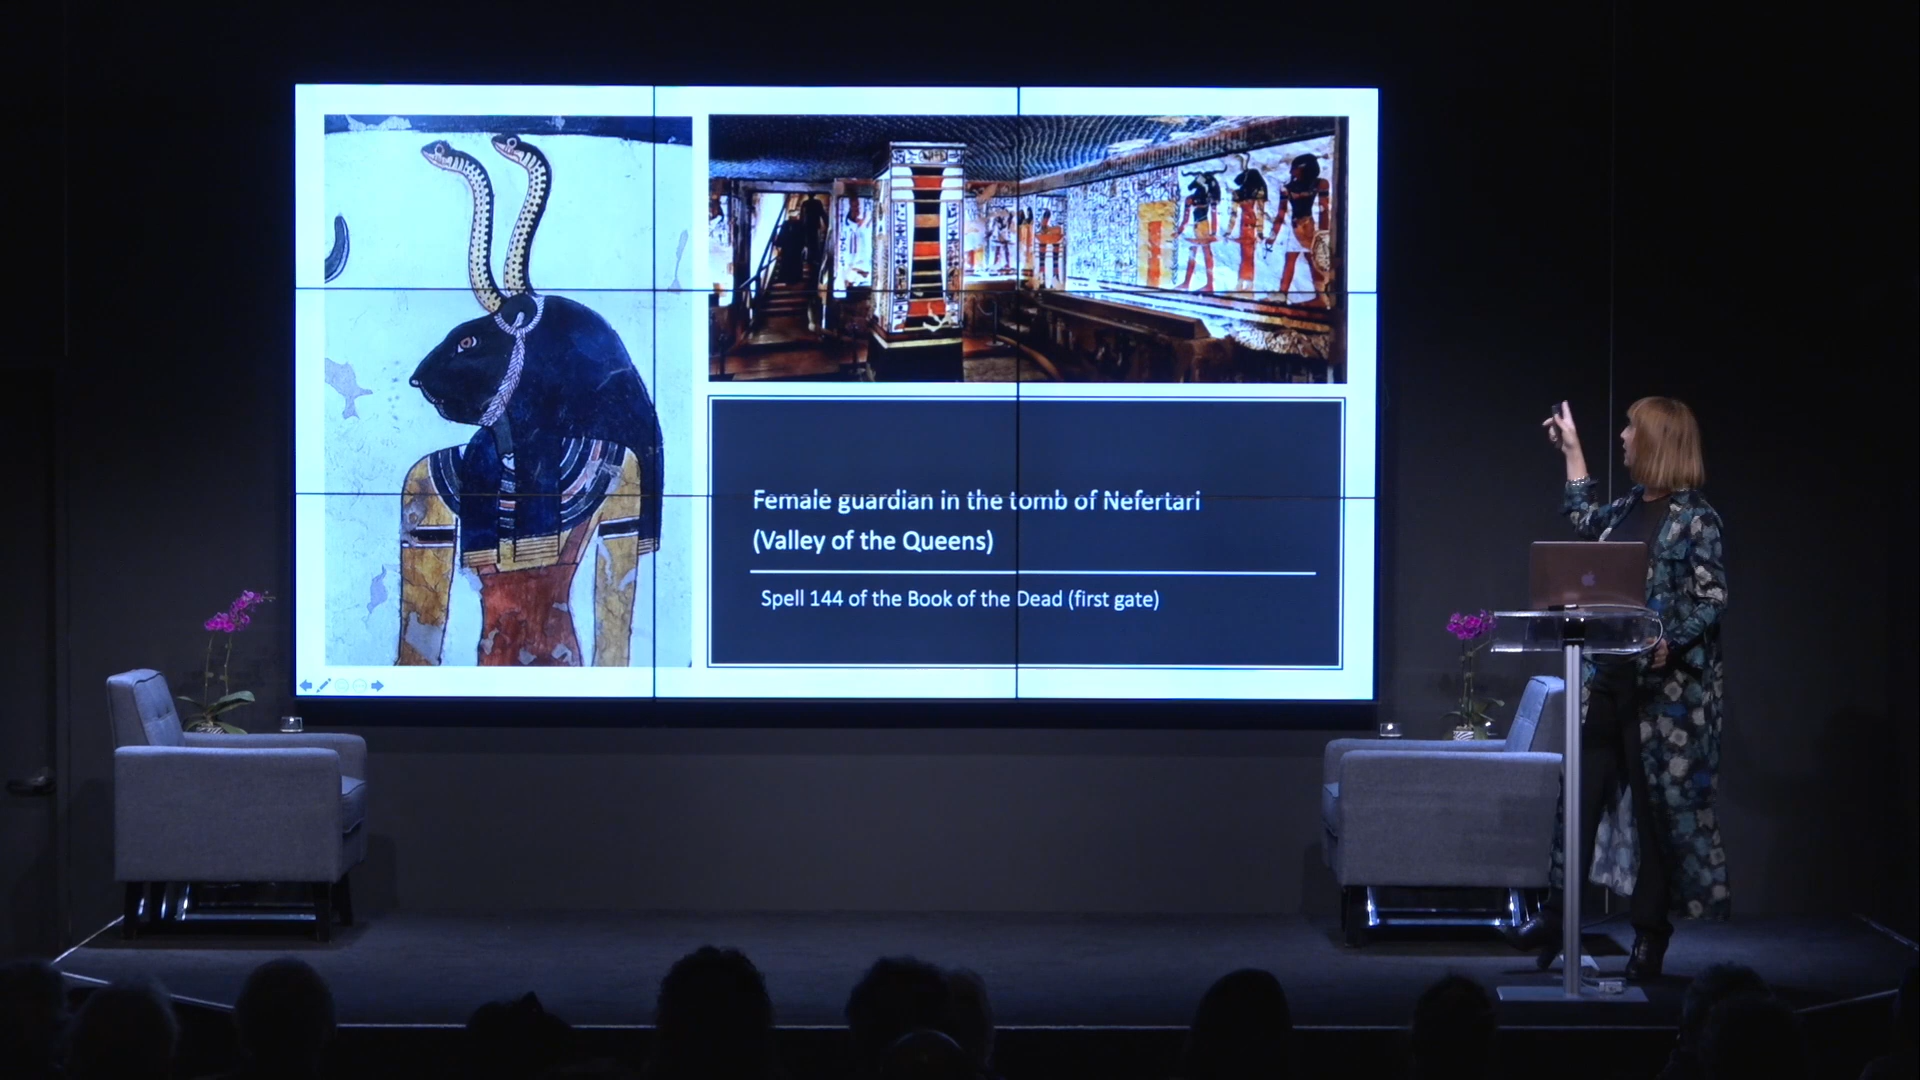 Female guardian in the tomb of Nefertari
(Valley of the Queens)
Spell 144 of the Book of the Dead (first gate)